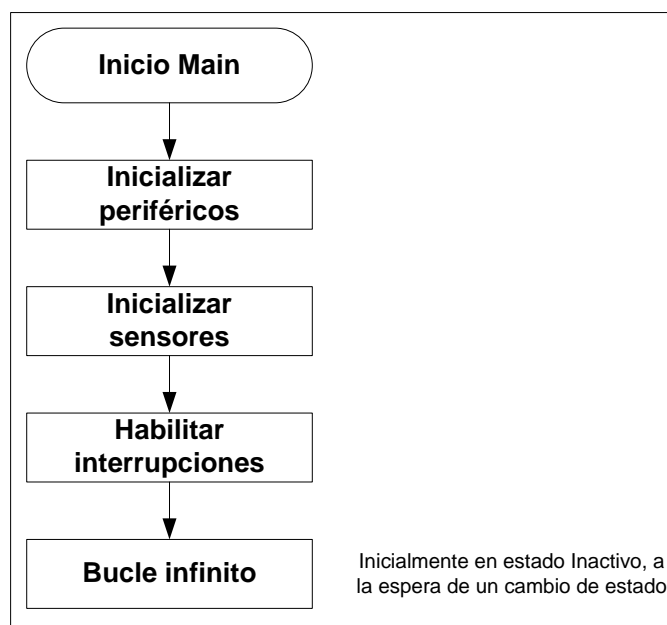 Inicio Main
Inicializar
periféricos
Inicializar
sensores
Habilitar
interrupciones
Bucle infinito
Inicialmente en estado Inactivo, a
la espera de un cambio de estado